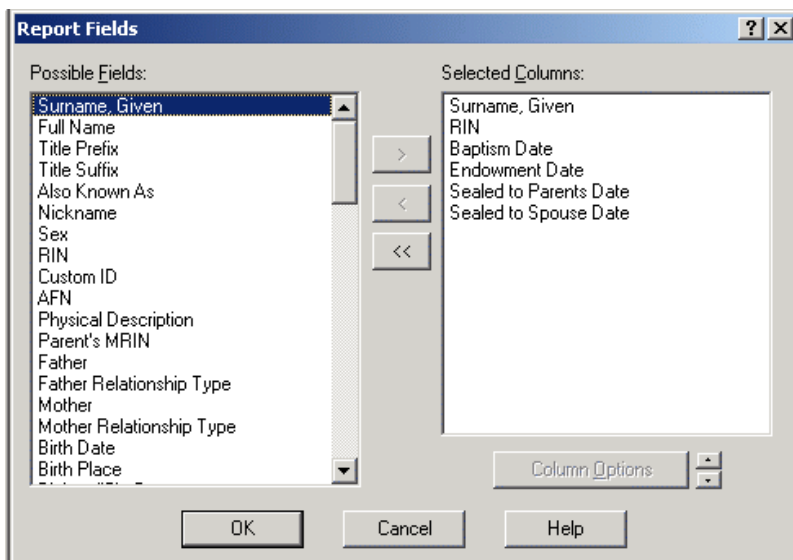 Report Fields
Possible Fields:
Surname, Given
Full Name
Title Prefix
Title Suffix
Also Known As
Nickname
Sex
RIN
Custom ID
AFN
Physical Description
Parent's MRIN
Father
Father Relationship Type
Mother
Mother Relationship Type
Birth Date
Birth Place
>
<
<<
Selected Columns:
Surname, Given
RIN
Baptism Date
Endowment Date
Sealed to Parents Date
Sealed to Spouse Date
Column Options
OK
Cancel
Help